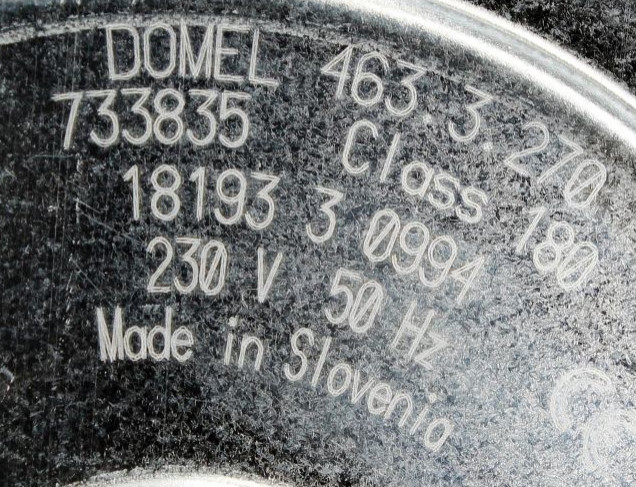 DOMEL 463.3.270
733835 Class 180
18193 3 0994
230 V 50 Hz
Made in Slovenia